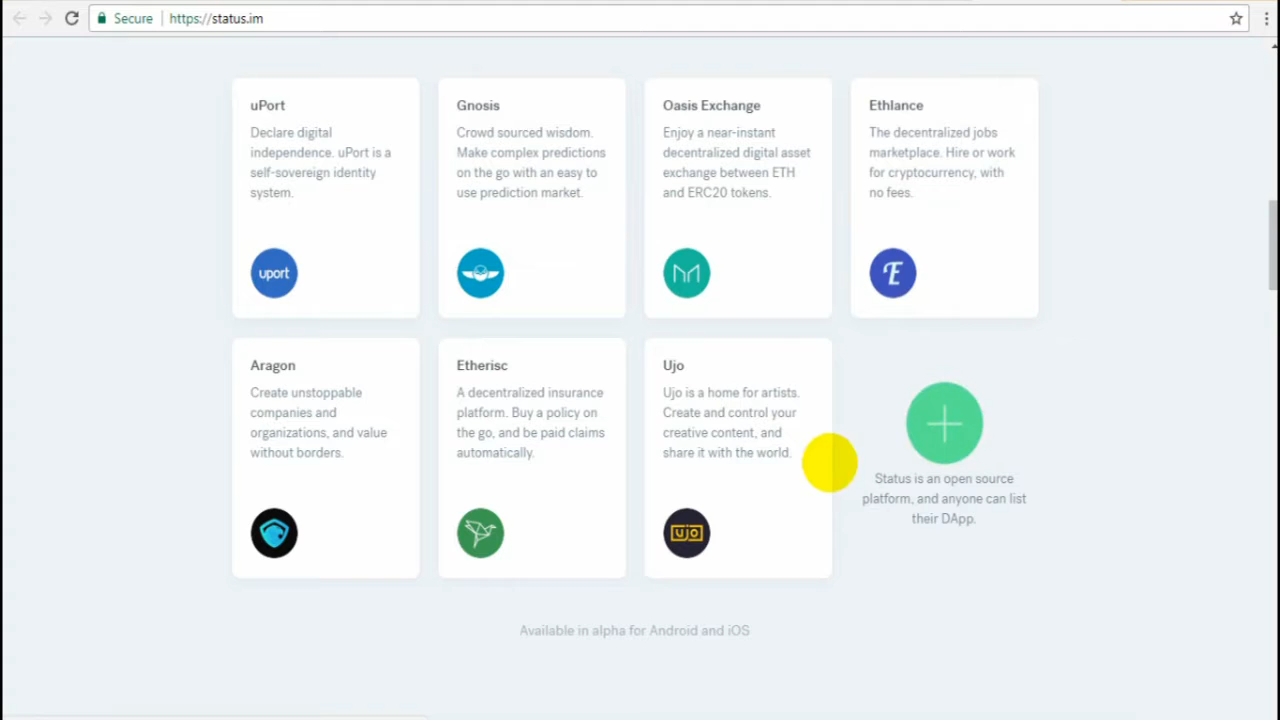 Secure https://status.im
uPort
Declare digital
independence. uPort is a
self-sovereign identity
system.
uport
Gnosis
Crowd sourced wisdom.
Make complex predictions
on the go with an easy to
use prediction market.
Oasis Exchange
Enjoy a near-instant
decentralized digital asset
exchange between ETH
and ERC20 tokens.
Ethlance
The decentralized jobs
marketplace. Hire or work
for cryptocurrency, with
no fees.
E
Aragon
Create unstoppable
companies and
organizations, and value
without borders.
Etherisc
A decentralized insurance
platform. Buy a policy on
the go, and be paid claims
automatically.
Ujo
Ujo is a home for artists.
Create and control your
creative content, and
share it with the world.
ujo
Status is an open source
platform, and anyone can list
their DApp.
Available in alpha for Android and iOS